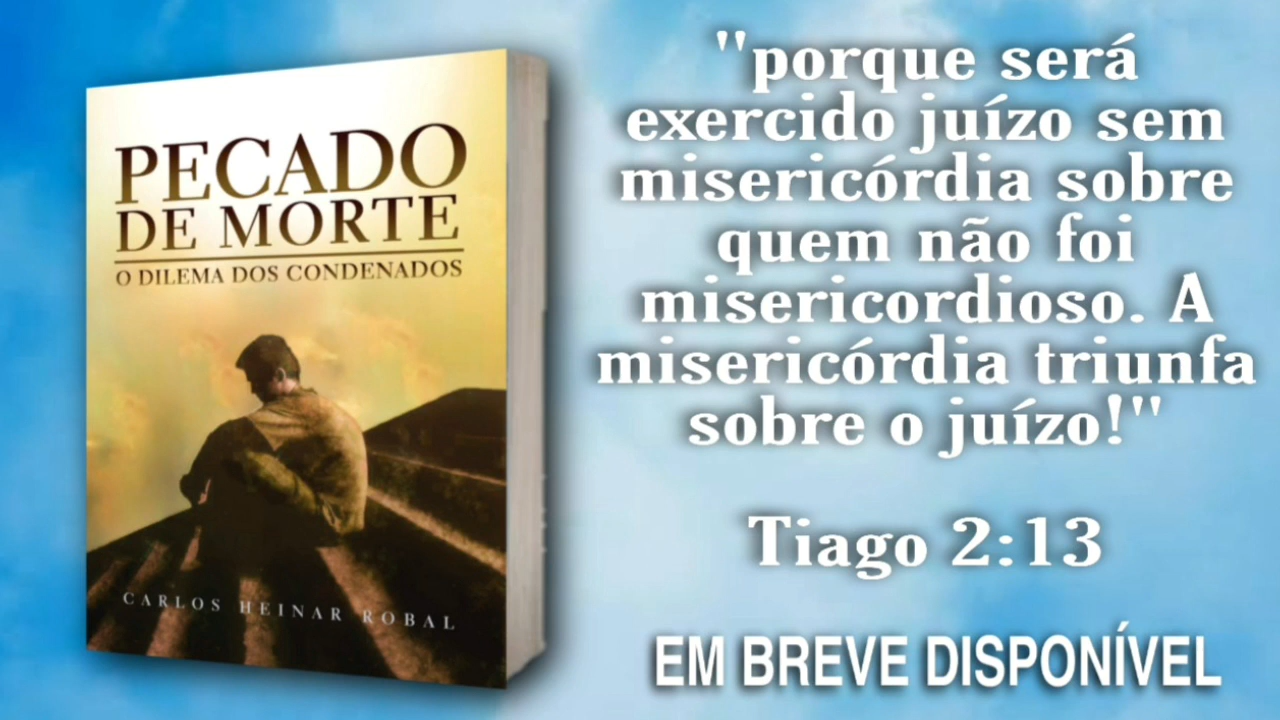 PECADO
DE MORTE
O DILEMA DOS CONDENADOS
CARLOS HEINAR ROBAL
"porque será
exercido juízo sem
misericórdia sobre
quem não foi
misericordioso. A
misericórdia triunfa
sobre o juízo!"
Tiago 2:13
EM BREVE DISPONÍVEL